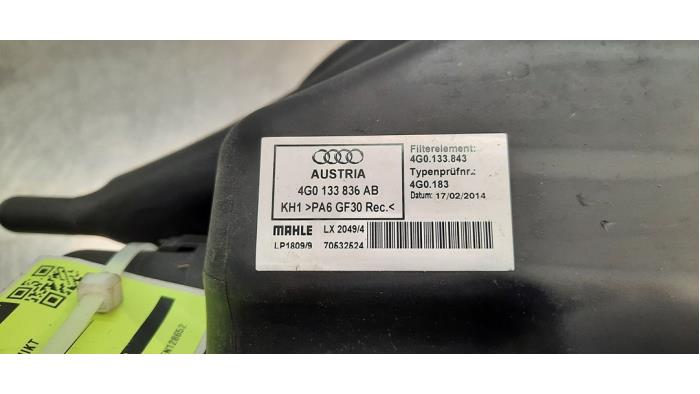 AUSTRIA
4G0 133 836 AB
KH1 >PA6 GF30 Rec.<
Filterelement:
4G0.133.843
Typenprüfnr.:
4G0.183
Datum: 17/02/2014
MAHLE LX 2049/4
LP1809/9 70532524